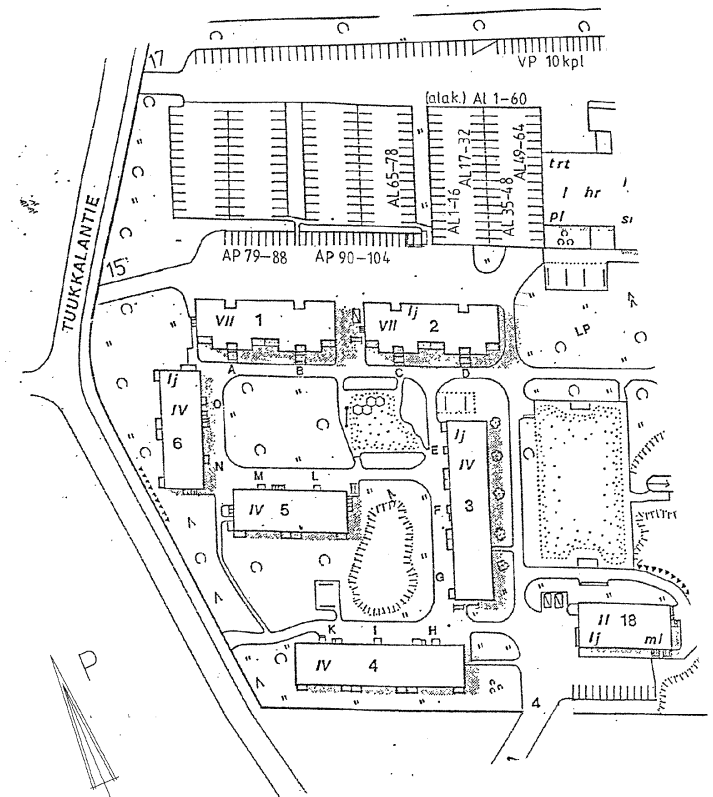 17
VP 10 kpl
(alak.) Al 1-60
AL 65-78
AL 1-16
AL 17-32
AL 35-48
AL 49-64
trt
l hr
pl
TUUKKALANTIE
15
AP 79-88
AP 90-104
VII 1
VII 2
Ij
LP
A
B
C
D
Ij
IV
6
O
N
M
L
IV 5
Ij
IV
3
E
F
G
K
I
H
IV 4
II 18
Ij
ml
4
P